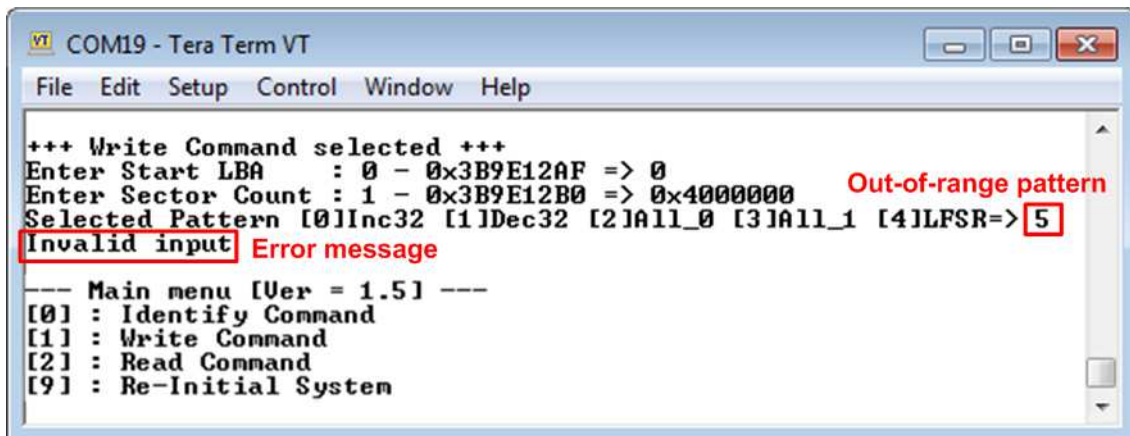 COM19 - Tera Term VT
File Edit Setup Control Window Help
+++ Write Command selected +++
Enter Start LBA : 0 - 0x3B9E12AF => 0
Enter Sector Count : 1 - 0x3B9E12B0 => 0x4000000
Out-of-range pattern
Selected Pattern [0]Inc32 [1]Dec32 [2]All_0 [3]All_1 [4]LFSR=> 5
Invalid input Error message
--- Main menu [Ver = 1.5] ---
[0] : Identify Command
[1] : Write Command
[2] : Read Command
[9] : Re-Initial System